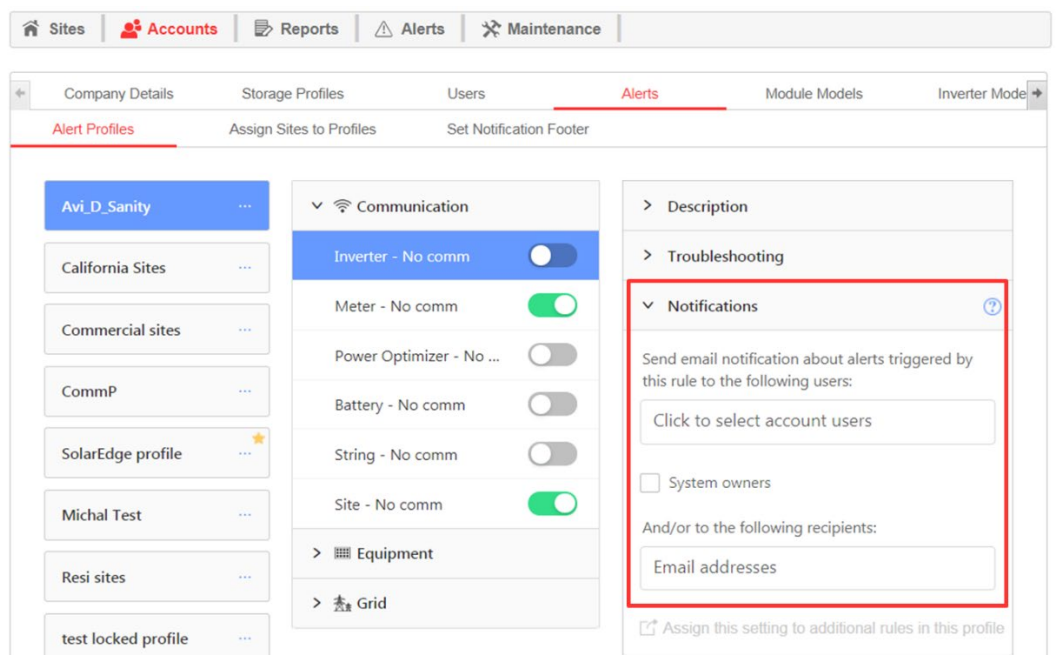 Sites Accounts Reports Alerts Maintenance
Company Details Storage Profiles Users Alerts Module Models Inverter Mode
Alert Profiles Assign Sites to Profiles Set Notification Footer
Avi_D_Sanity ...
California Sites ...
Commercial sites ...
CommP ...
SolarEdge profile ...
Michal Test ...
Resi sites ...
test locked profile ...
Communication
Inverter - No comm
Meter - No comm
Power Optimizer - No ...
Battery - No comm
String - No comm
Site - No comm
Equipment
Grid
Description
Troubleshooting
Notifications ?
Send email notification about alerts triggered by
this rule to the following users:
Click to select account users
System owners
And/or to the following recipients:
Email addresses
Assign this setting to additional rules in this profile